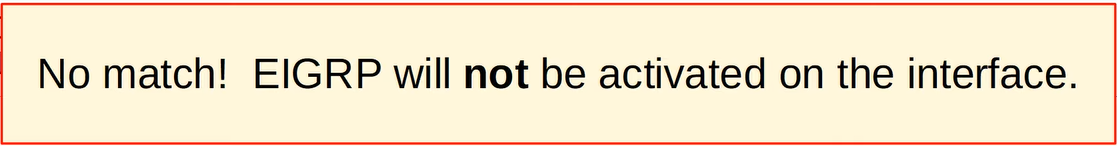 No match!  EIGRP will not be activated on the interface.